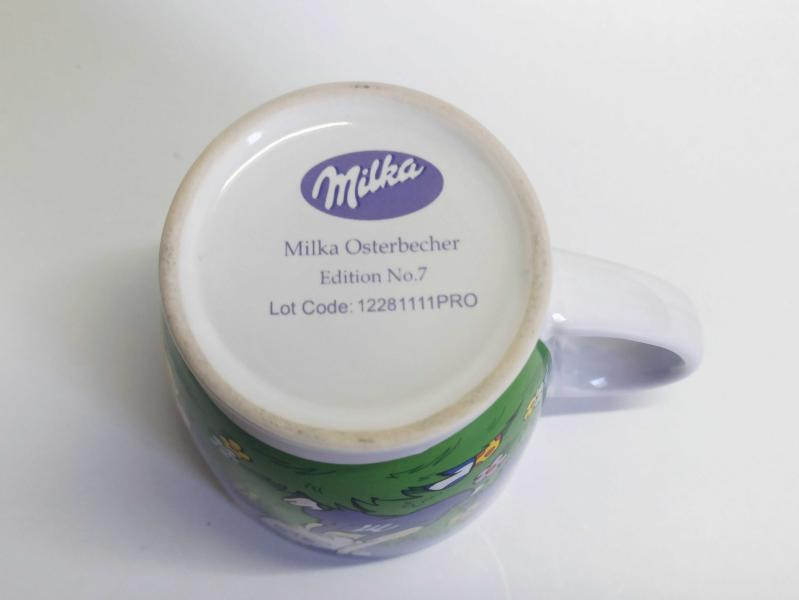 Milka
Milka Osterbecher
Edition No.7
Lot Code: 12281111PRO